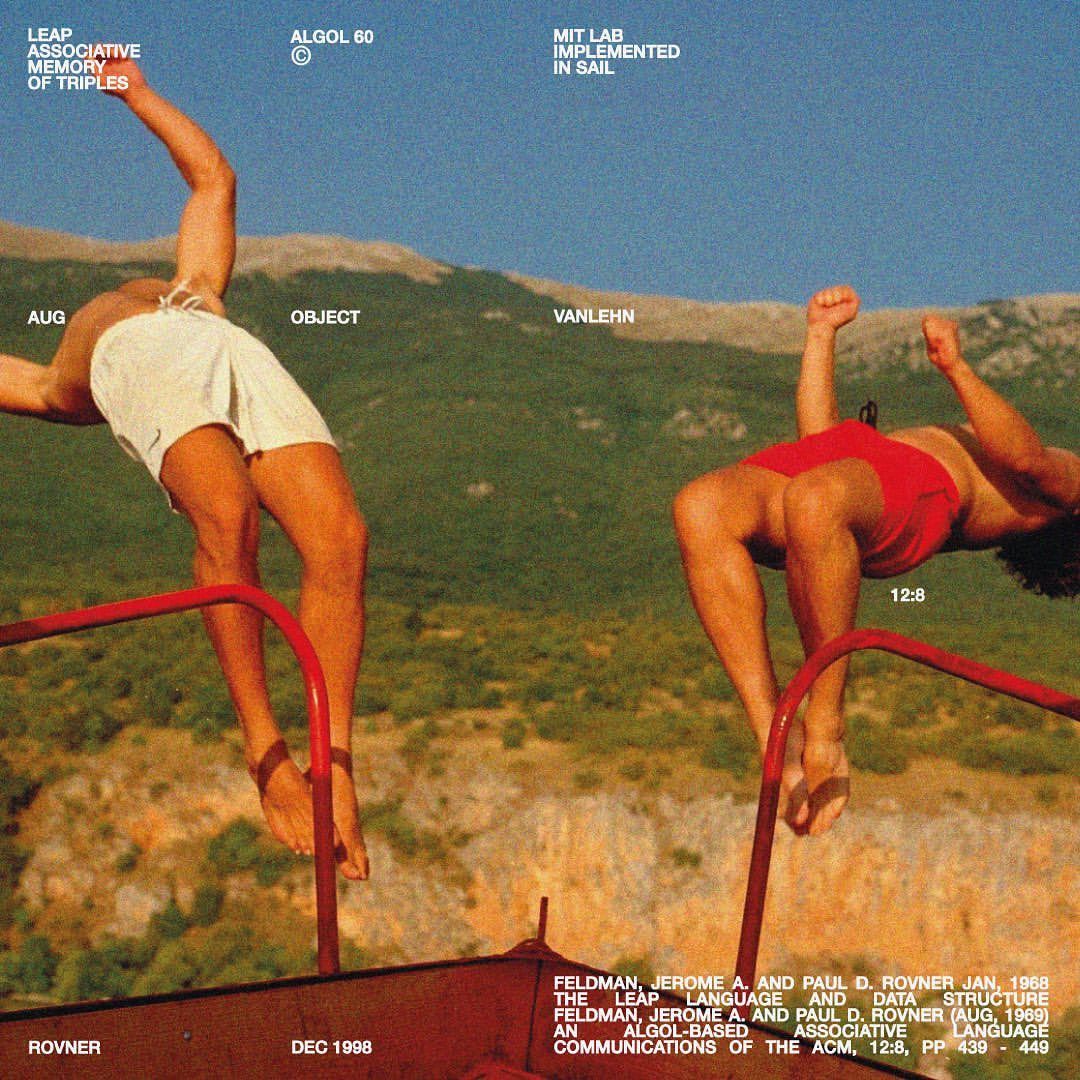 LEAP
ASSOCIATIVE
MEMORY
OF TRIPLES
ALGOL 60
©
MIT LAB
IMPLEMENTED
IN SAIL
AUG
OBJECT
VANLEHN
12:8
FELDMAN, JEROME A. AND PAUL D. ROVNER JAN, 1968
THE LEAP LANGUAGE AND DATA STRUCTURE
FELDMAN, JEROME A. AND PAUL D. ROVNER (AUG, 1969)
AN ALGOL-BASED ASSOCIATIVE LANGUAGE
COMMUNICATIONS OF THE ACM, 12:8, PP 439 - 449
ROVNER
DEC 1998